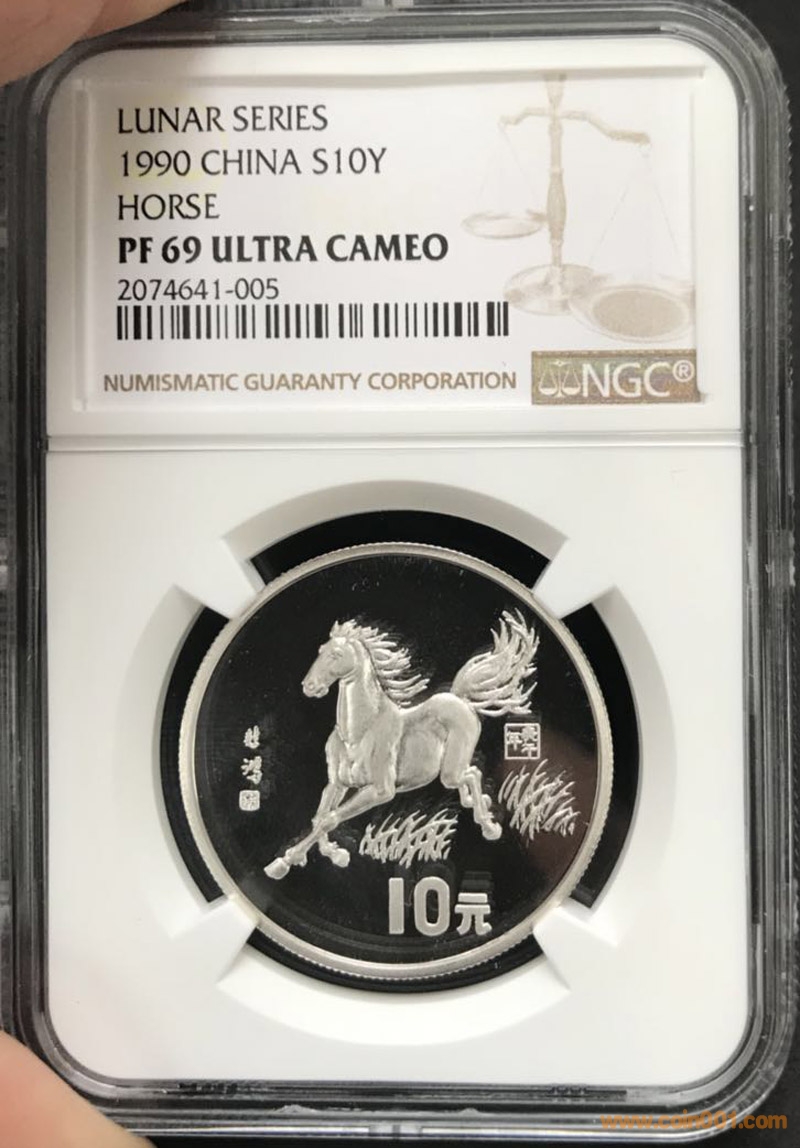 LUNAR SERIES
1990 CHINA S10Y
HORSE
PF 69 ULTRA CAMEO
2074641-005
NUMISMATIC GUARANTY CORPORATION
NGC®
悲鴻
10元
www.coin001.com